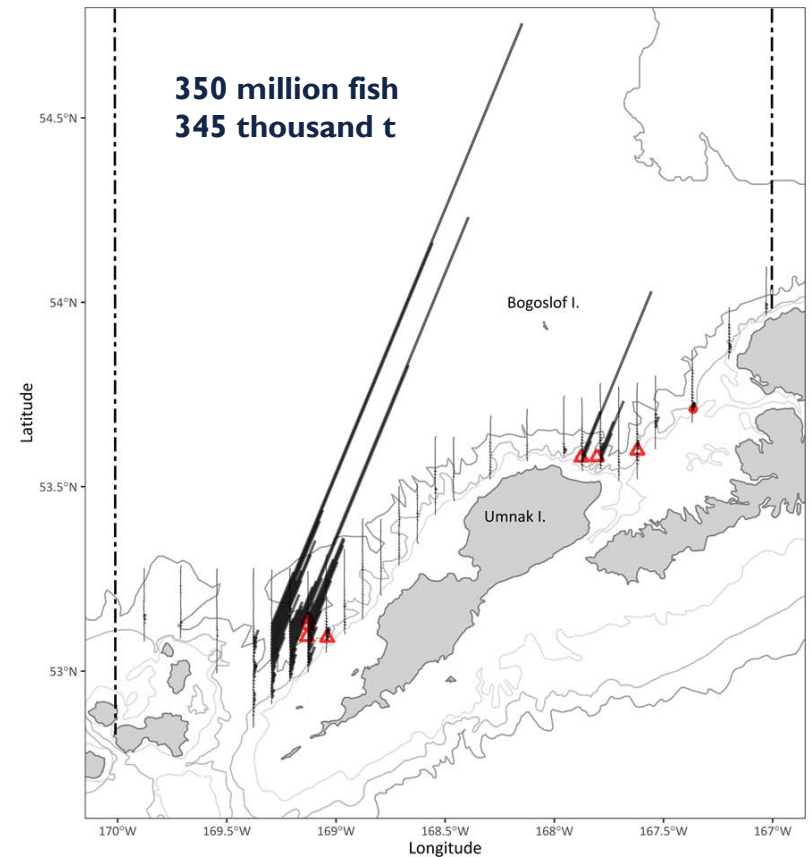 350 million fish
345 thousand t
54.5°N
54°N
Bogoslof I.
Latitude
53.5°N
Umnak I.
53°N
170°W 169.5°W 169°W 168.5°W 168°W 167.5°W 167°W
Longitude